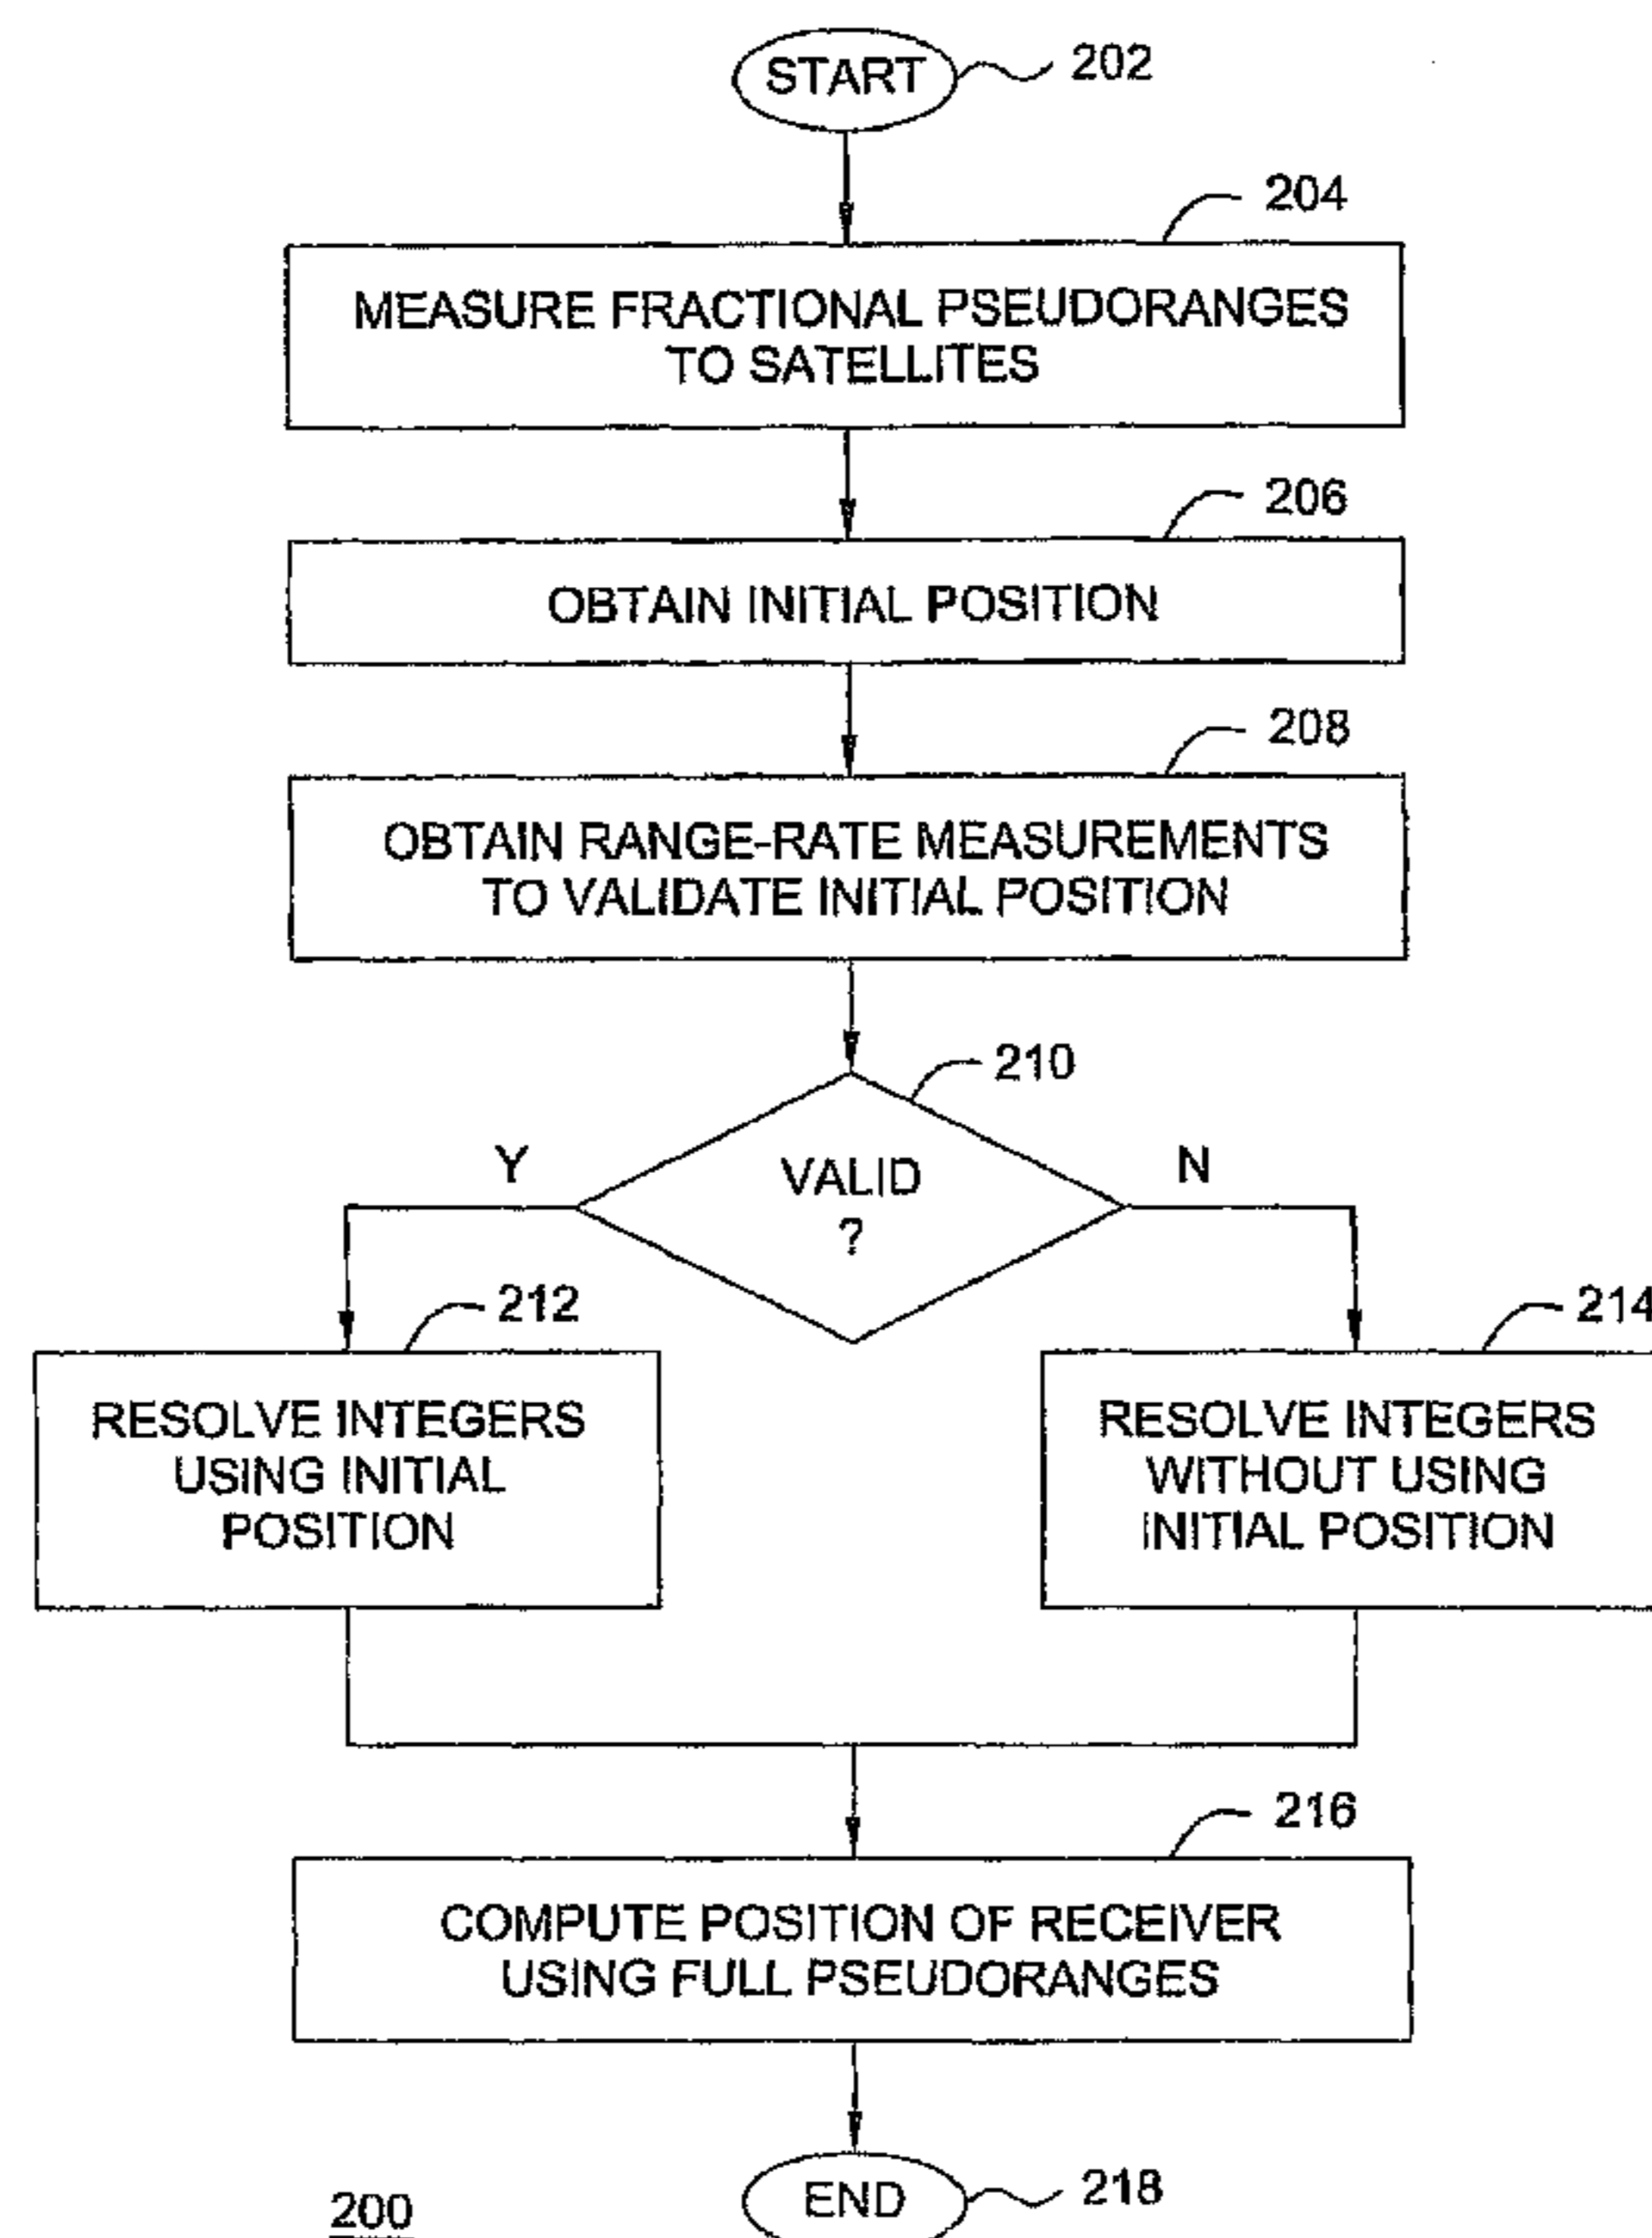 START
202
204
MEASURE FRACTIONAL PSEUDORANGES
TO SATELLITES
206
OBTAIN INITIAL POSITION
208
OBTAIN RANGE-RATE MEASUREMENTS
TO VALIDATE INITIAL POSITION
210
Y
VALID
?
N
212
RESOLVE INTEGERS
USING INITIAL
POSITION
214
RESOLVE INTEGERS
WITHOUT USING
INITIAL POSITION
216
COMPUTE POSITION OF RECEIVER
USING FULL PSEUDORANGES
END
218
200